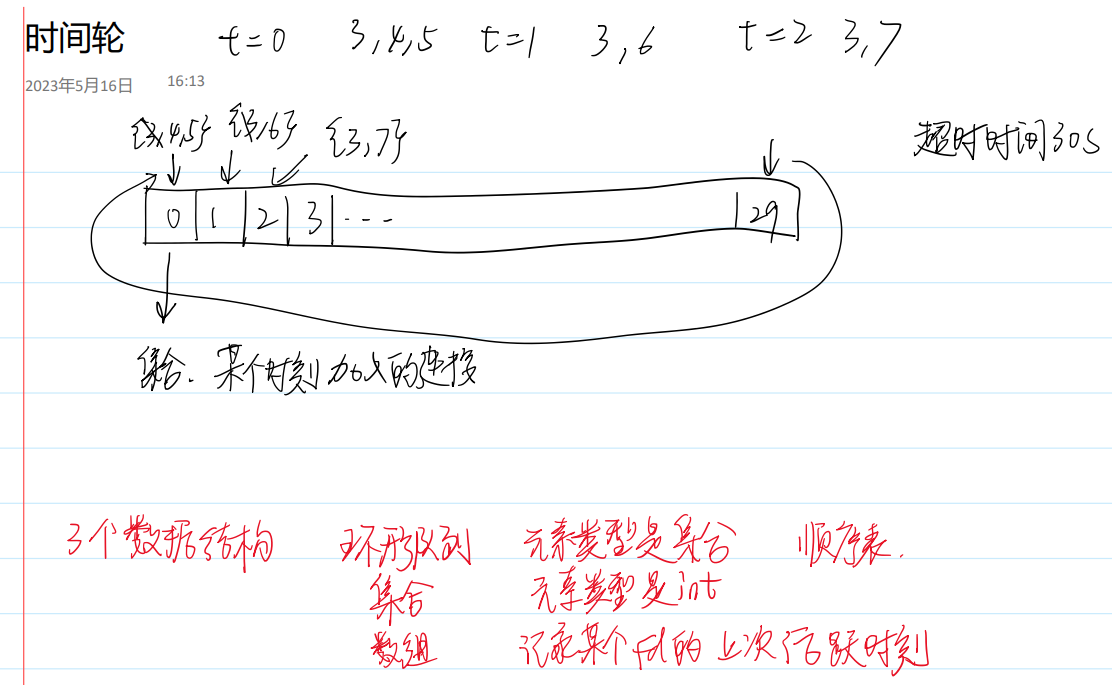 时间轮 t=0 3,4,5 t=1 3,6 t=2 3,7
2023年5月16日 16:13
{3,4,5} {3,6} {3,7} 超时时间30s
0 1 2 3 --- 29
集合. 某个时刻加入的连接
3个数据结构 环形队列 元素类型是集合 顺序表.
集合 元素类型是int
数组 记录某个fd的上次活跃时刻